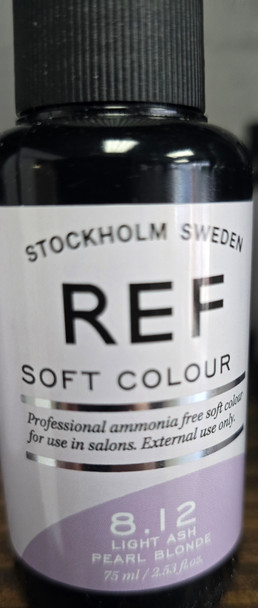 STOCKHOLM SWEDEN
REF
SOFT COLOUR
Professional ammonia free soft colour
for use in salons. External use only.
8.12
LIGHT ASH
PEARL BLONDE
75 ml / 2.53 fl.oz.